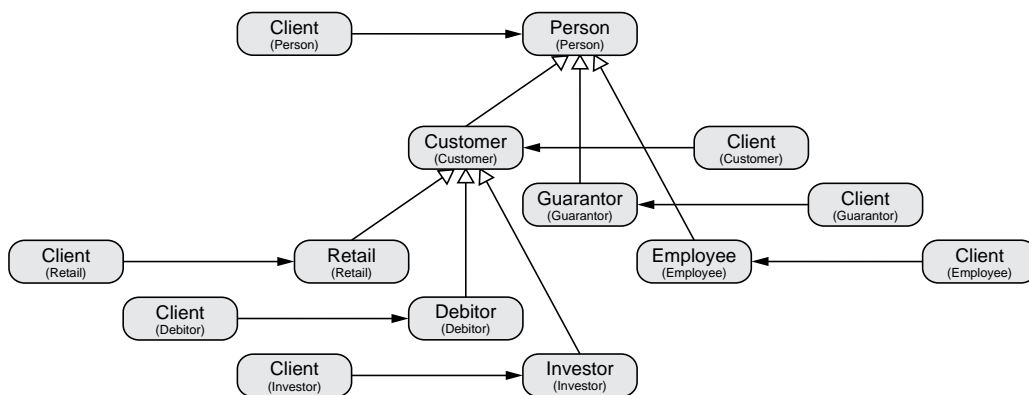 Client
(Person)
Person
(Person)
Customer
(Customer)
Client
(Customer)
Guarantor
(Guarantor)
Client
(Guarantor)
Client
(Retail)
Retail
(Retail)
Employee
(Employee)
Client
(Employee)
Client
(Debitor)
Debitor
(Debitor)
Client
(Investor)
Investor
(Investor)